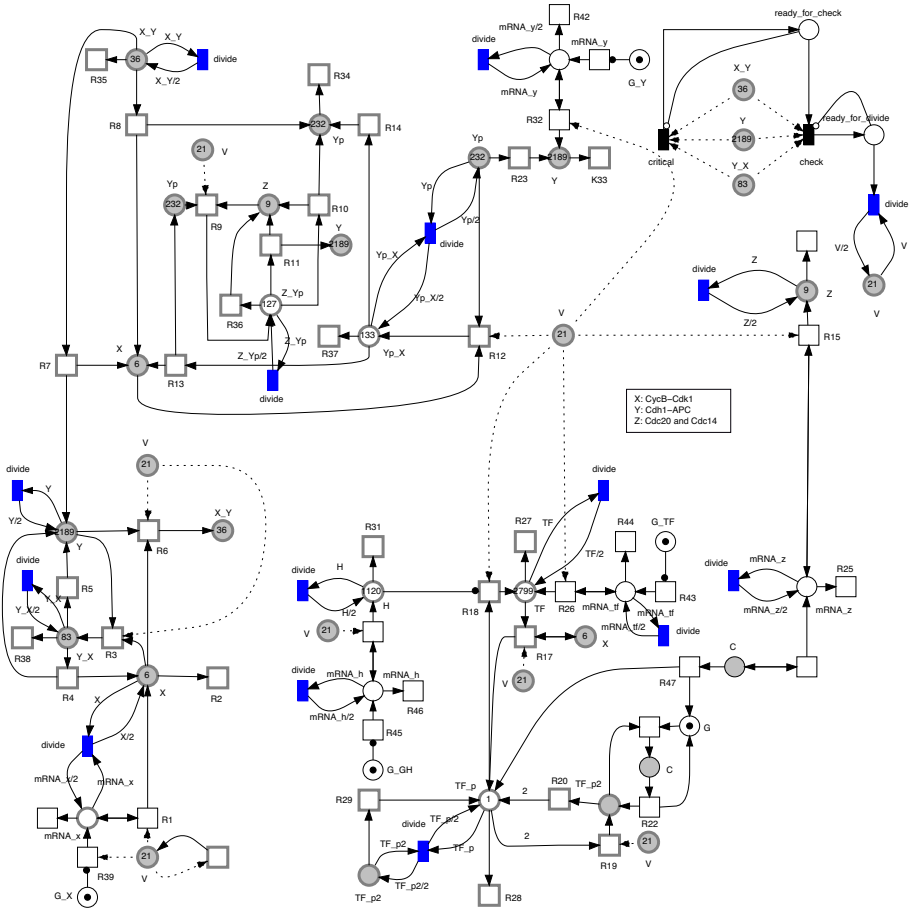 ready_for_check
X_Y
X_Y
36
divide
R35
X_Y/2
R42
mRNA_y/2
divide
mRNA_y
mRNA_y
G_Y
R34
R8
232
Yp
R14
R32
X_Y
36
Y
2189
Y_X
83
critical
check
ready_for_divide
21
V
Yp
232
R23
2189
Y
K33
Yp
232
R9
Z
9
R10
Y
2189
R11
Yp
Yp/2
divide
Yp_X
Yp_X/2
divide
V/2
V
21
V
divide
Z
9
Z
Z/2
R15
R36
127
Z_Yp
Z_Yp
Z_Yp/2
divide
R37
133
Yp_X
R12
V
21
R7
X
6
R13
X: CycB–Cdk1
Y: Cdh1–APC
Z: Cdc20 and Cdc14
V
21
divide
Y
Y/2
2189
Y
R6
X_Y
36
divide
R5
Y_X
Y_X/2
83
Y_X
R38
R3
R4
6
X
R2
X
X/2
divide
mRNA_x/2
mRNA_x
mRNA_x
R1
R39
21
V
G_X
R31
divide
H
H/2
1120
H
V
21
divide
mRNA_h
mRNA_h/2
R46
R45
G_GH
R18
R27
TF
divide
TF/2
2799
TF
R26
R44
G_TF
mRNA_tf
mRNA_tf
mRNA_tf/2
R43
divide
R17
6
X
V
21
divide
mRNA_z
mRNA_z/2
mRNA_z
R25
R47
C
G
C
R22
R20
TF_p2
2
TF_p
1
R29
divide
TF_p/2
TF_p
TF_p2
TF_p2/2
TF_p2
2
R19
21
V
R28